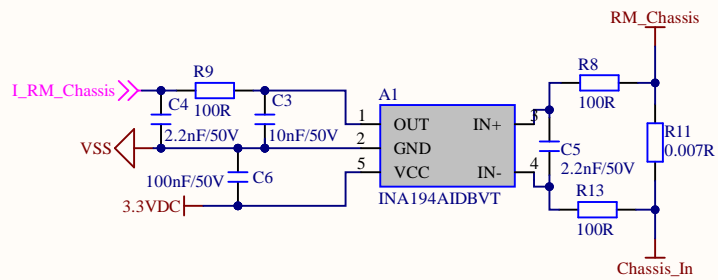 RM_Chassis
R8
100R
I_RM_Chassis
R9
100R
C4
2.2nF/50V
C3
10nF/50V
A1
1
OUT
IN+
3
2
GND
5
VCC
IN-
4
INA194AIDBVT
C5
2.2nF/50V
R11
0.007R
VSS
100nF/50V
C6
3.3VDC
R13
100R
Chassis_In